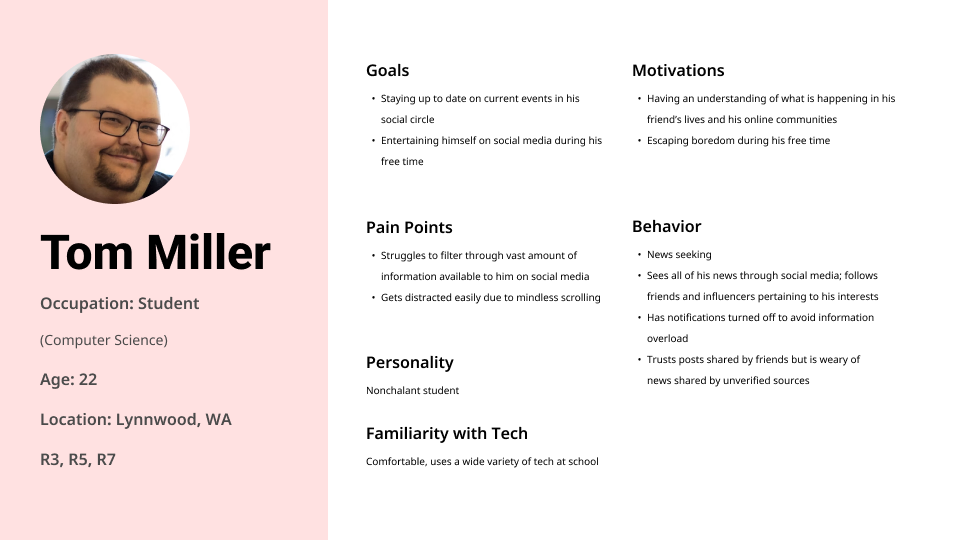 Tom Miller
Occupation: Student
(Computer Science)
Age: 22
Location: Lynnwood, WA
R3, R5, R7
Goals
• Staying up to date on current events in his
social circle
• Entertaining himself on social media during his
free time
Pain Points
• Struggles to filter through vast amount of
information available to him on social media
• Gets distracted easily due to mindless scrolling
Personality
Nonchalant student
Familiarity with Tech
Comfortable, uses a wide variety of tech at school
Motivations
• Having an understanding of what is happening in his
friend’s lives and his online communities
• Escaping boredom during his free time
Behavior
• News seeking
• Sees all of his news through social media; follows
friends and influencers pertaining to his interests
• Has notifications turned off to avoid information
overload
• Trusts posts shared by friends but is weary of
news shared by unverified sources